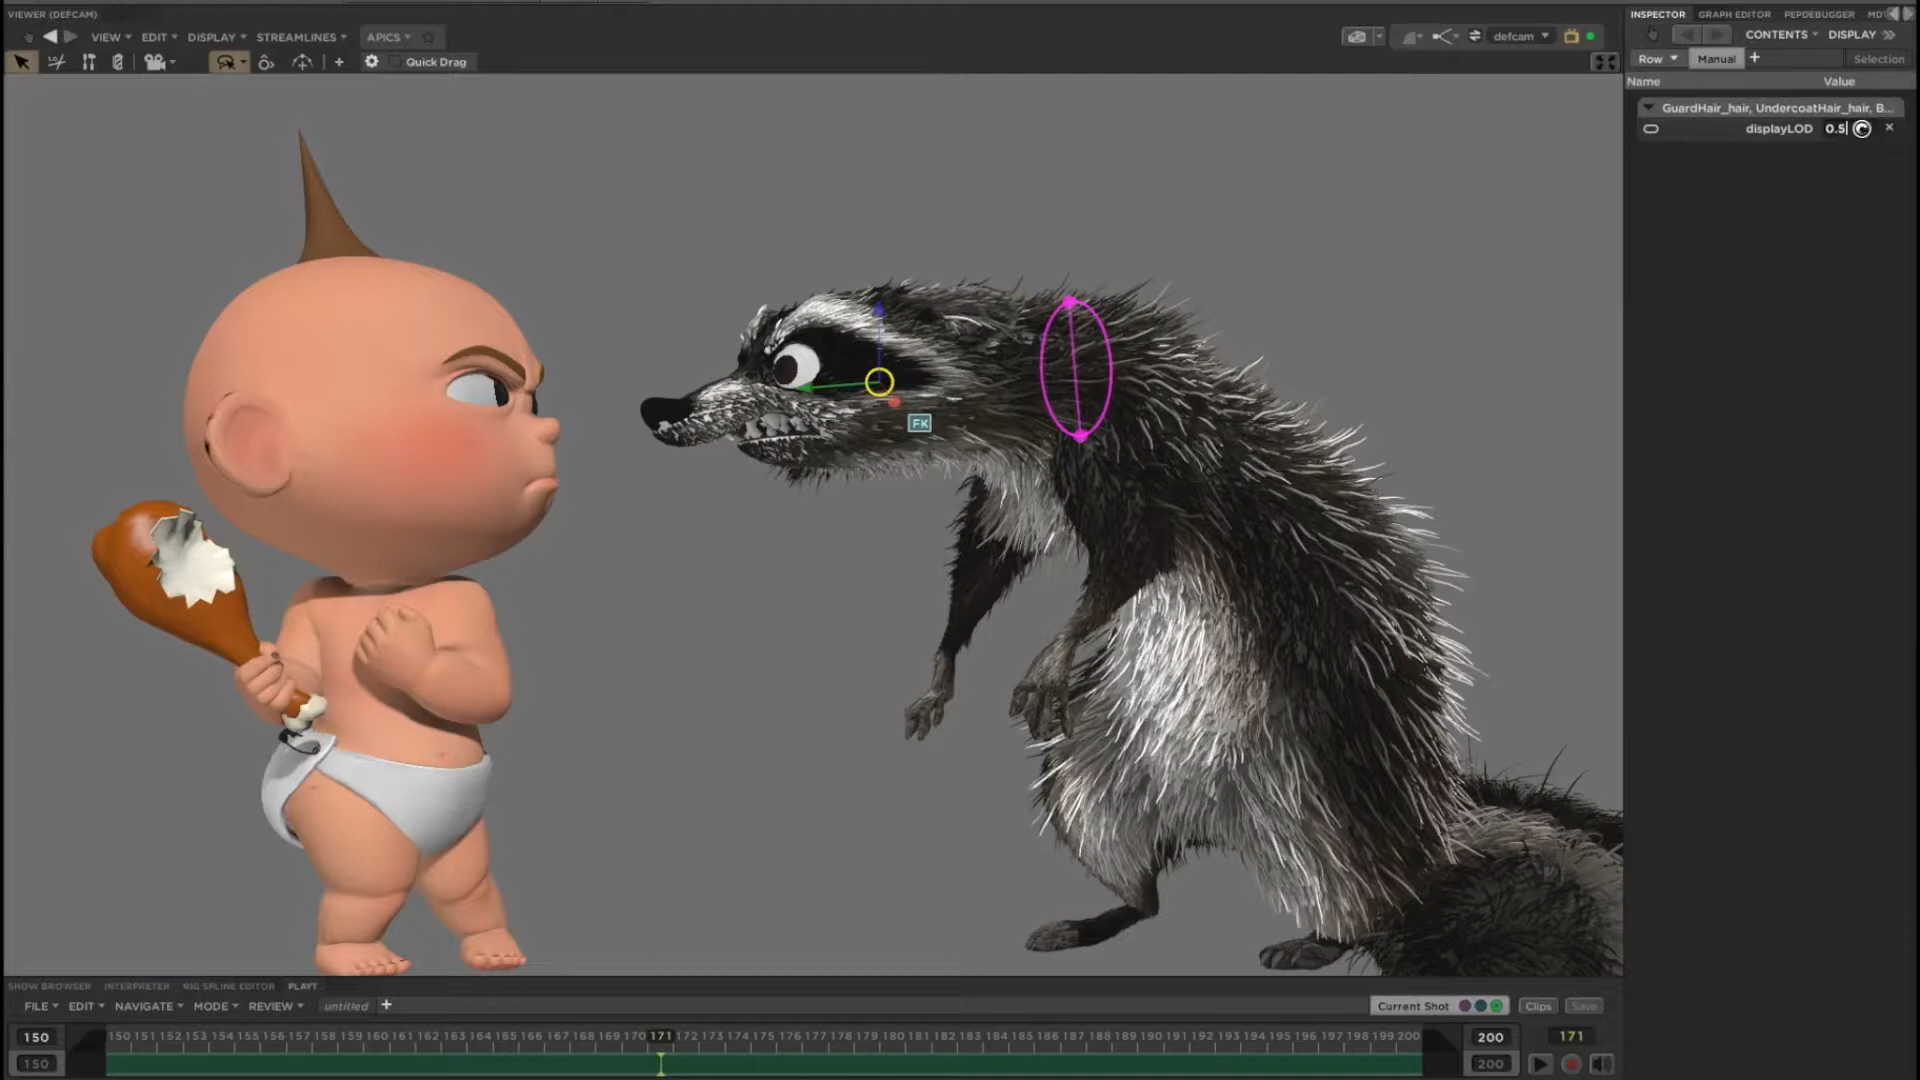 VIEWER (DEFCAM)
VIEW EDIT DISPLAY STREAMLINES APICS
defcam
Quick Drag
INSPECTOR GRAPH EDITOR PEPDEBUGGER
CONTENTS DISPLAY
Row Manual + Selection
Name Value
GuardHair_hair, UndercoatHair_hair, B...
displayLOD 0.5
FK
SHOW BROWSER INTERPRETER RIG SPLINE EDITOR PLAYT
FILE EDIT NAVIGATE MODE REVIEW untitled +
Current Shot Clips Save
150 150 151 152 153 154 155 156 157 158 159 160 161 162 163 164 165 166 167 168 169 170 171 172 173 174 175 176 177 178 179 180 181 182 183 184 185 186 187 188 189 190 191 192 193 194 195 196 197 198 199 200 200 171
150 200